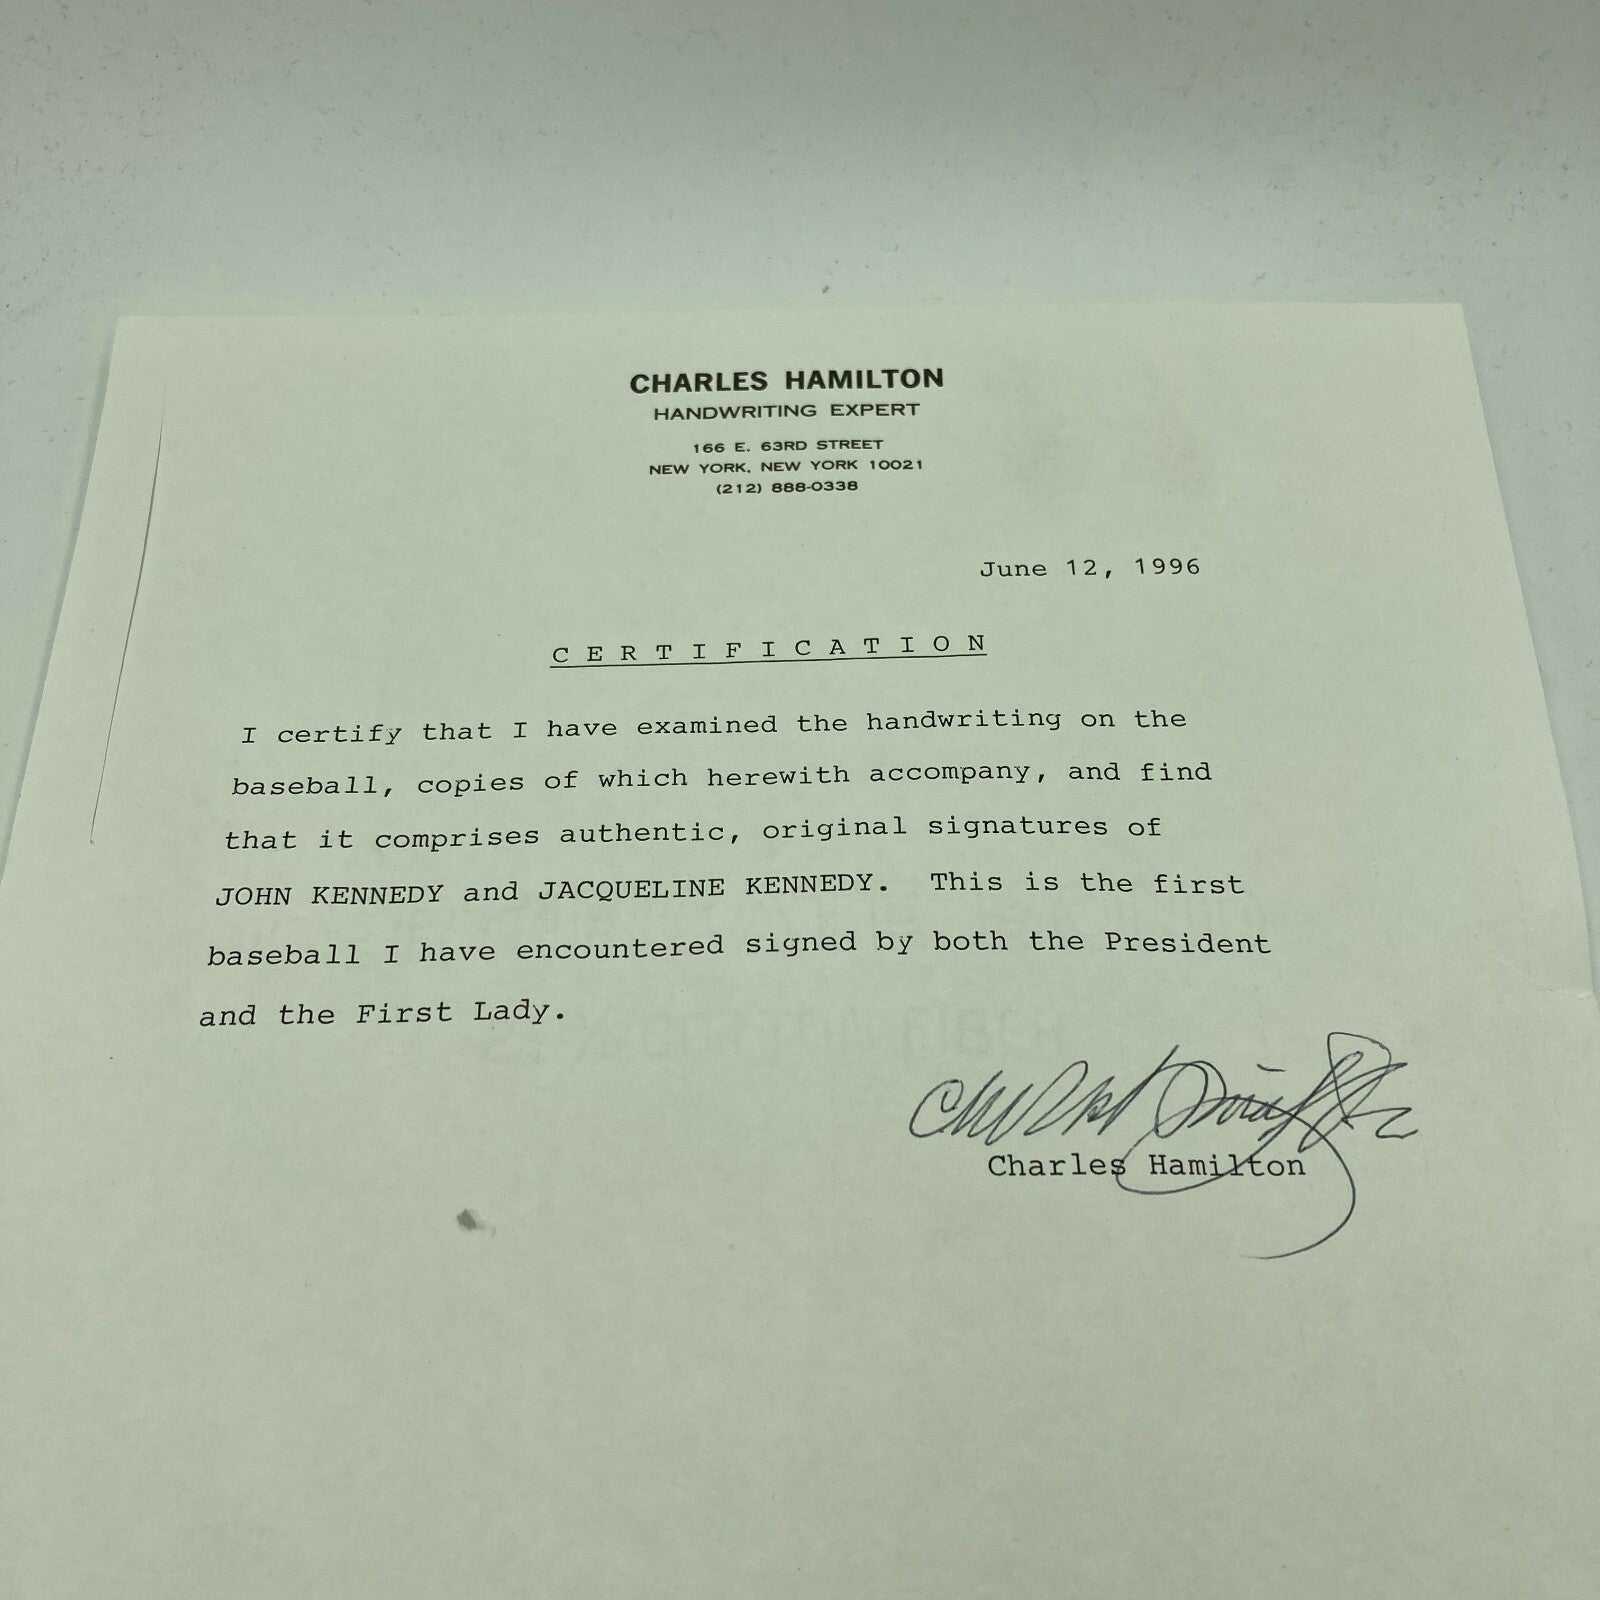 CHARLES HAMILTON
HANDWRITING EXPERT
166 E. 63RD STREET
NEW YORK, NEW YORK 10021
(212) 888-0338
June 12, 1996
C E R T I F I C A T I O N
I certify that I have examined the handwriting on the
baseball, copies of which herewith accompany, and find
that it comprises authentic, original signatures of
JOHN KENNEDY and JACQUELINE KENNEDY.  This is the first
baseball I have encountered signed by both the President
and the First Lady.
Charles Hamilton